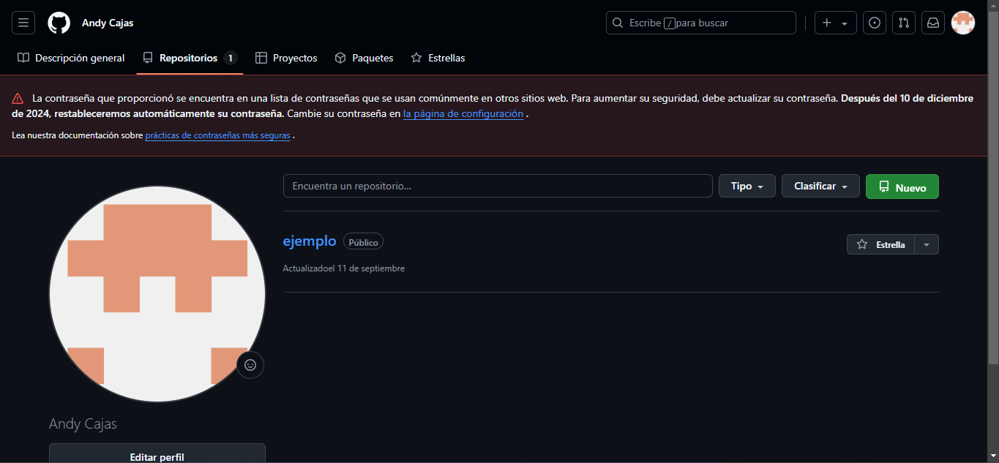 Andy Cajas
Escribe / para buscar
Descripción general
Repositorios 1
Proyectos
Paquetes
Estrellas
La contraseña que proporcionó se encuentra en una lista de contraseñas que se usan comúnmente en otros sitios web. Para aumentar su seguridad, debe actualizar su contraseña. Después del 10 de diciembre
de 2024, restableceremos automáticamente su contraseña. Cambie su contraseña en la página de configuración .
Lea nuestra documentación sobre prácticas de contraseñas más seguras .
Encuentra un repositorio...
Tipo
Clasificar
Nuevo
ejemplo Público
Estrella
Actualizadoel 11 de septiembre
Andy Cajas
Editar perfil